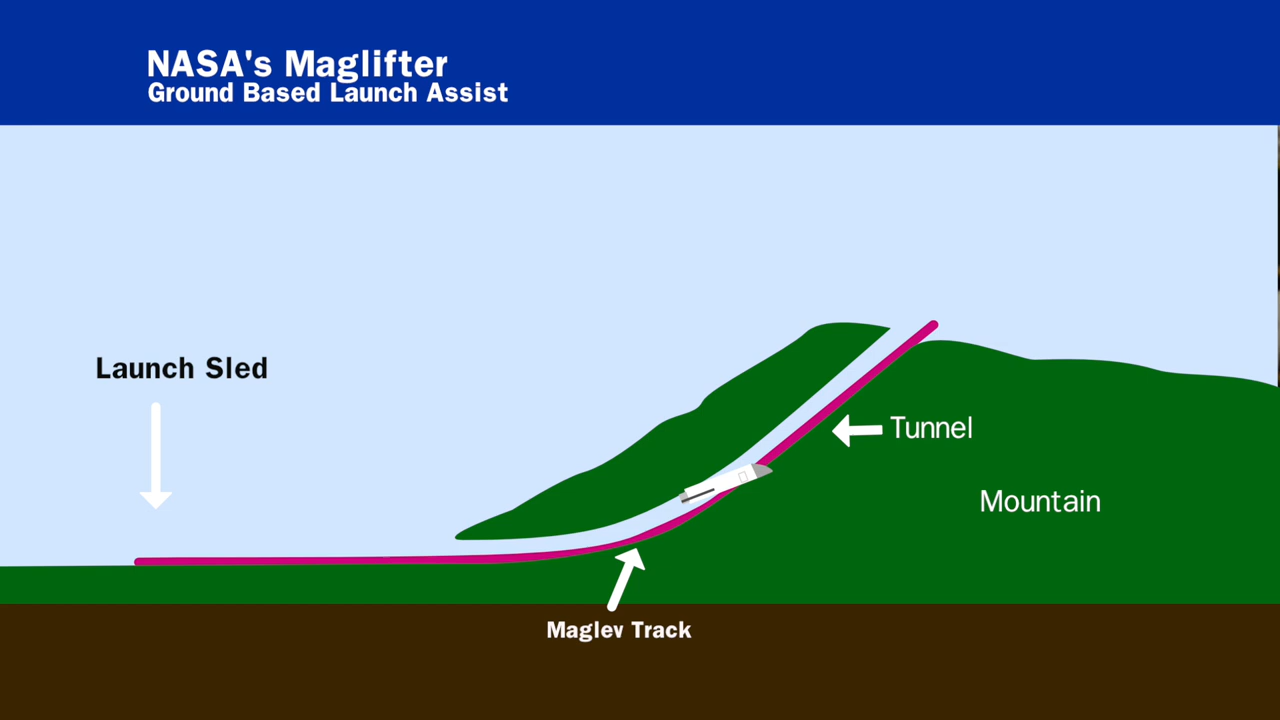 NASA's Maglifter
Ground Based Launch Assist
Launch Sled
Tunnel
Mountain
Maglev Track